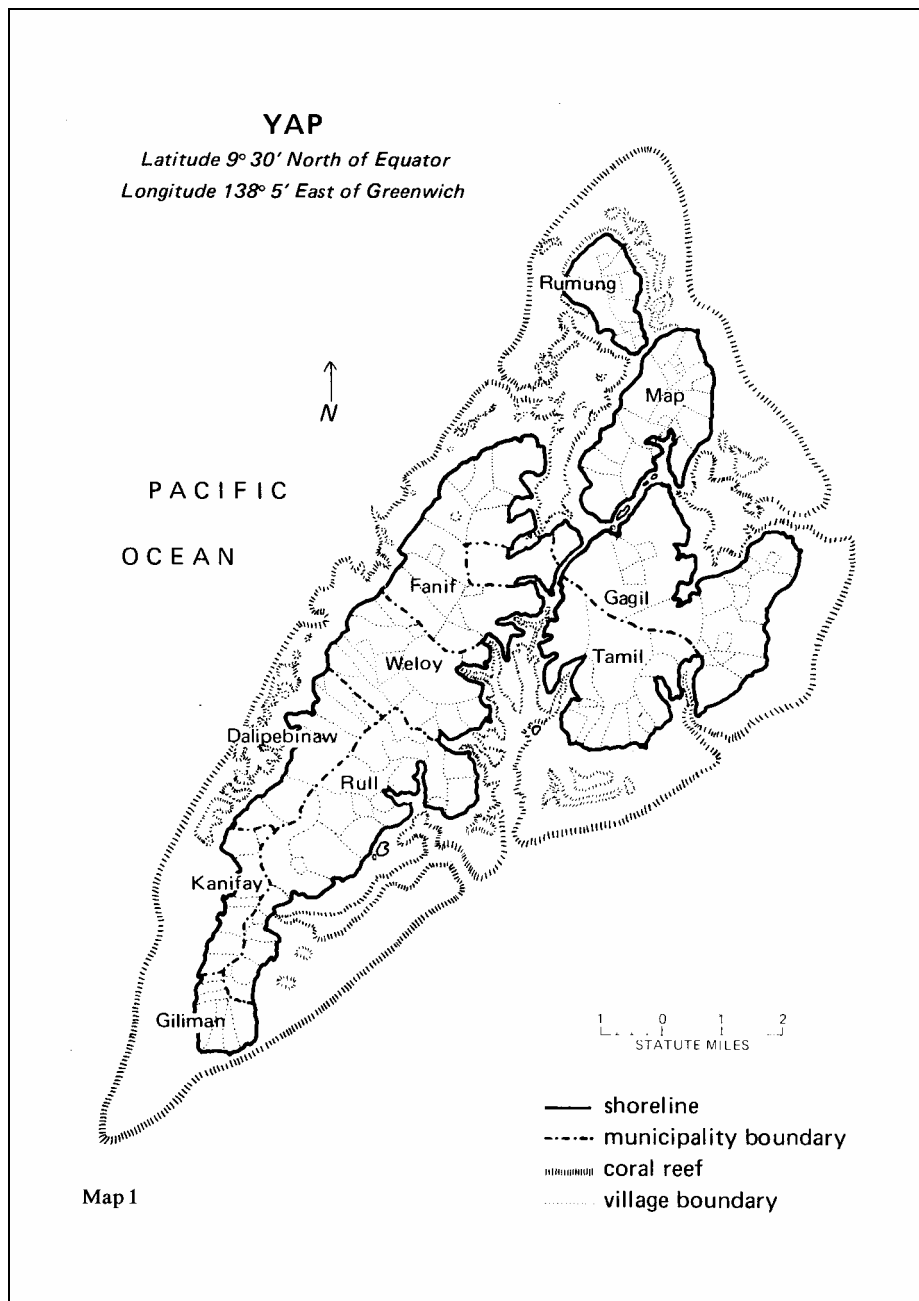 YAP
Latitude 9° 30′ North of Equator
Longitude 138° 5′ East of Greenwich
Rumung
N
Map
PACIFIC
OCEAN
Fanif
Gagil
Weloy
Tamil
Dalipebinaw
Rull
Kanifay
Giliman
1 0 1 2
STATUTE MILES
shoreline
municipality boundary
coral reef
village boundary
Map 1